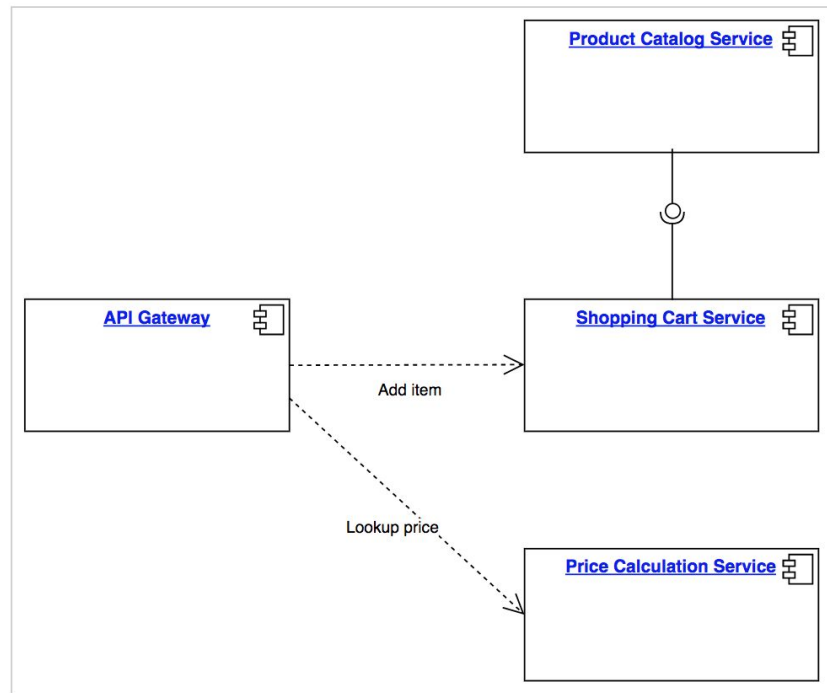 Product Catalog Service
API Gateway
Shopping Cart Service
Add item
Lookup price
Price Calculation Service